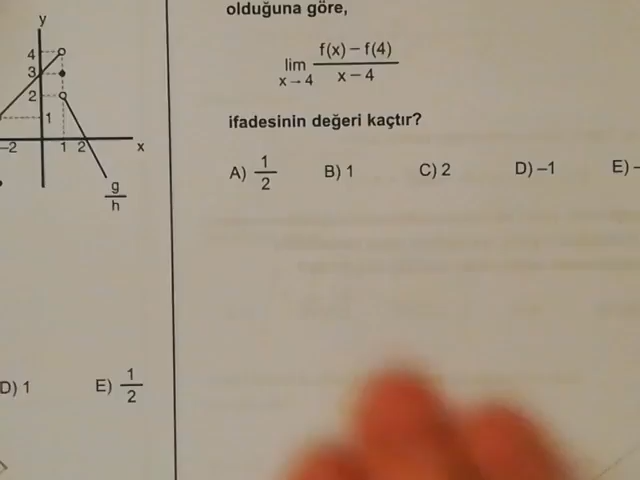 y
4
3
2
1
–2
1 2
x
g
h
D) 1
E) 1/2
olduğuna göre,
lim x→4 f(x) – f(4) / x – 4
ifadesinin değeri kaçtır?
A) 1/2 B) 1 C) 2 D) –1 E) –